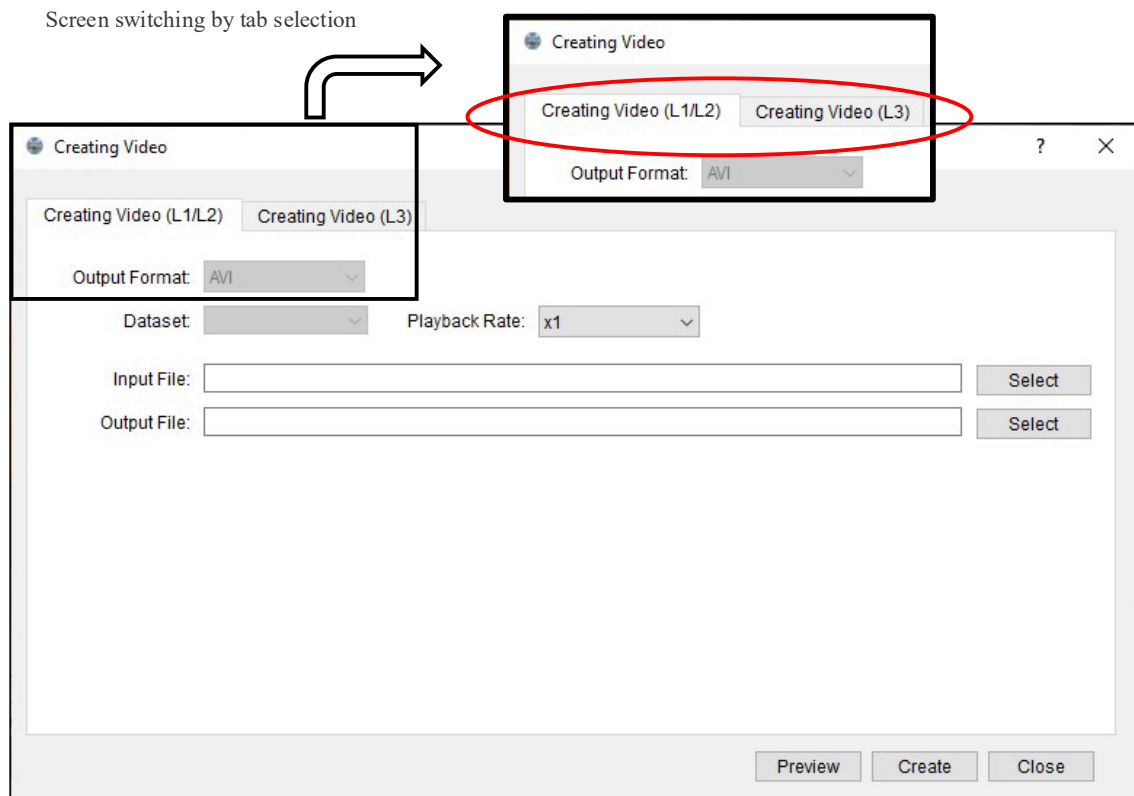 Screen switching by tab selection
Creating Video
Creating Video (L1/L2) Creating Video (L3)
Output Format: AVI
Creating Video ?
Creating Video (L1/L2) Creating Video (L3)
Output Format: AVI
Dataset: Playback Rate: x1
Input File: Select
Output File: Select
Preview Create Close